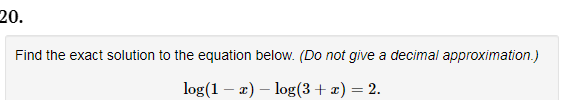 20.
Find the exact solution to the equation below. (Do not give a decimal approximation.)
log(1 − x) − log(3 + x) = 2.